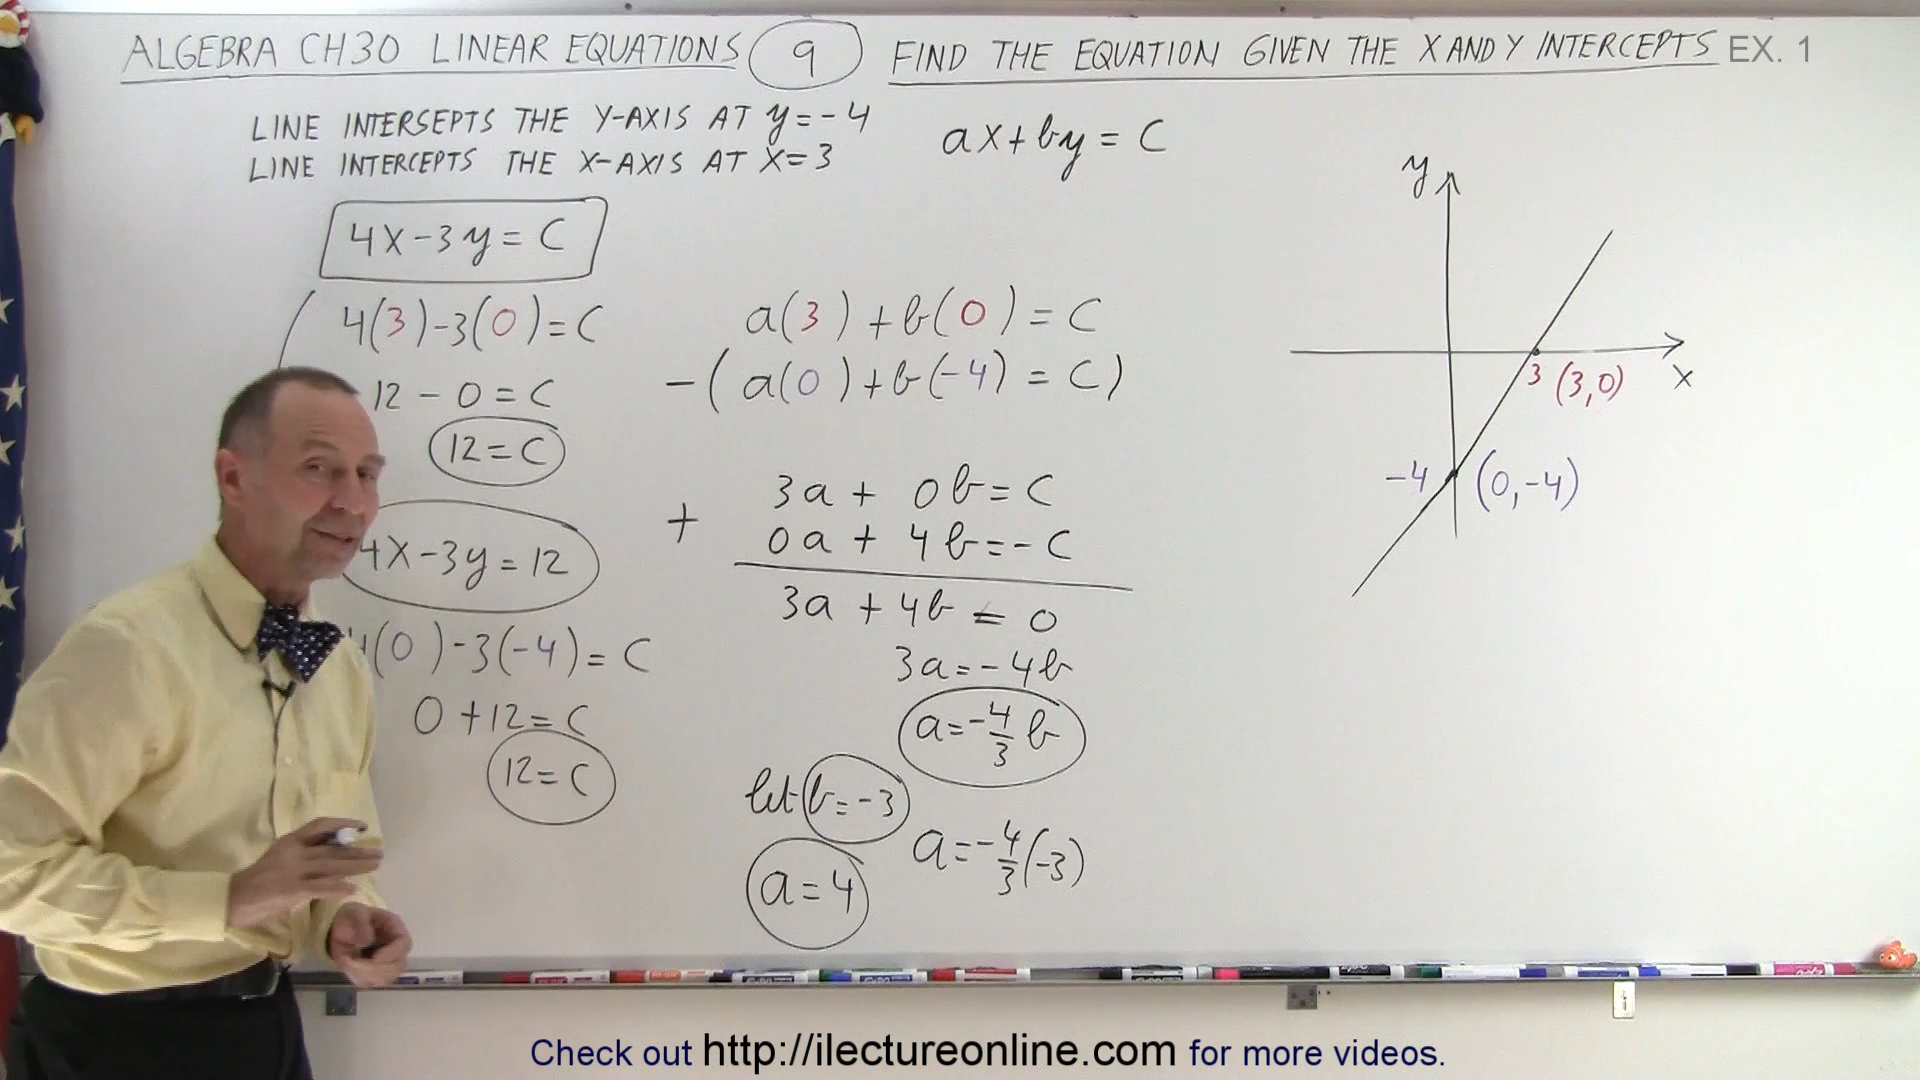 ALGEBRA CH30 LINEAR EQUATIONS 9 FIND THE EQUATION GIVEN THE X AND Y INTERCEPTS EX. 1
LINE INTERSEPTS THE Y-AXIS AT y=-4
LINE INTERCEPTS THE X-AXIS AT X=3
ax+by=C
4x-3y=C
4(3)-3(0)=C
12-0=C
12=C
4x-3y=12
4(0)-3(-4)=C
0+12=C
12=C
a(3)+b(0)=C
-(a(0)+b(-4)=C)
3a+0b=C
+
0a+4b=-C
3a+4b=0
3a=-4b
a=-4/3 b
let b=-3
a=-4/3(-3)
a=4
y
x
3 (3,0)
-4 (0,-4)
Check out http://ilectureonline.com for more videos.